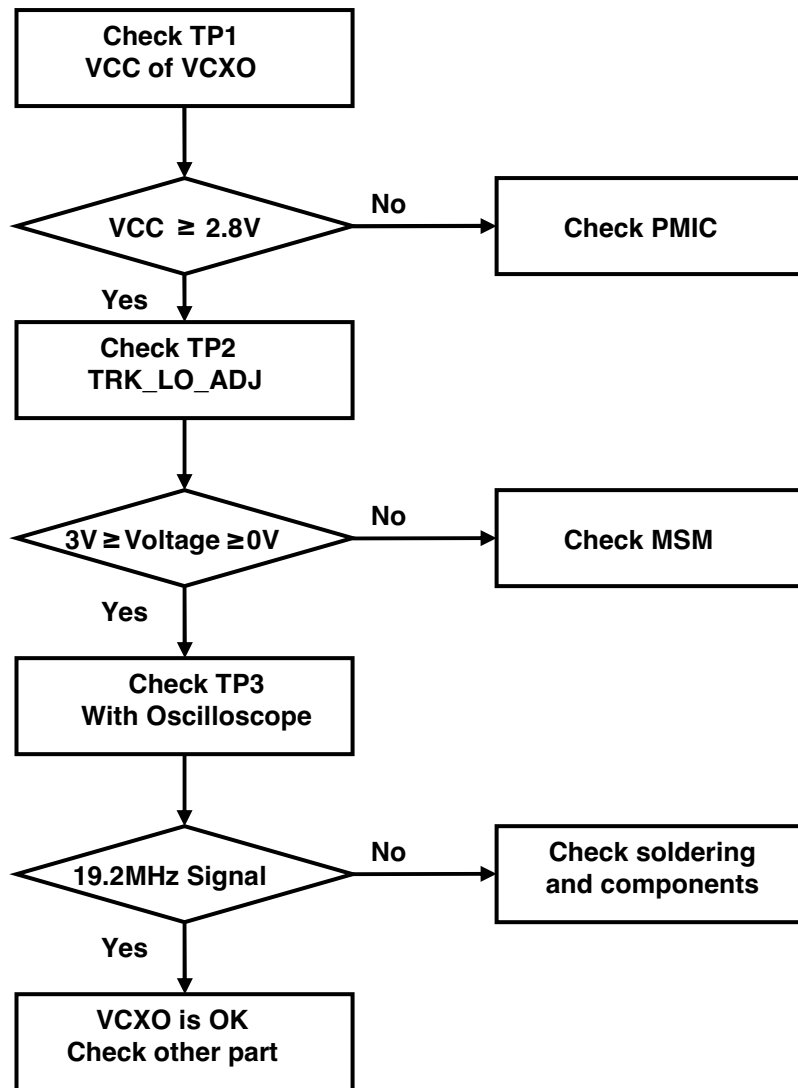 Check TP1
VCC of VCXO
VCC ≥ 2.8V
No
Check PMIC
Yes
Check TP2
TRK_LO_ADJ
3V ≥ Voltage ≥ 0V
No
Check MSM
Yes
Check TP3
With Oscilloscope
19.2MHz Signal
No
Check soldering
and components
Yes
VCXO is OK
Check other part